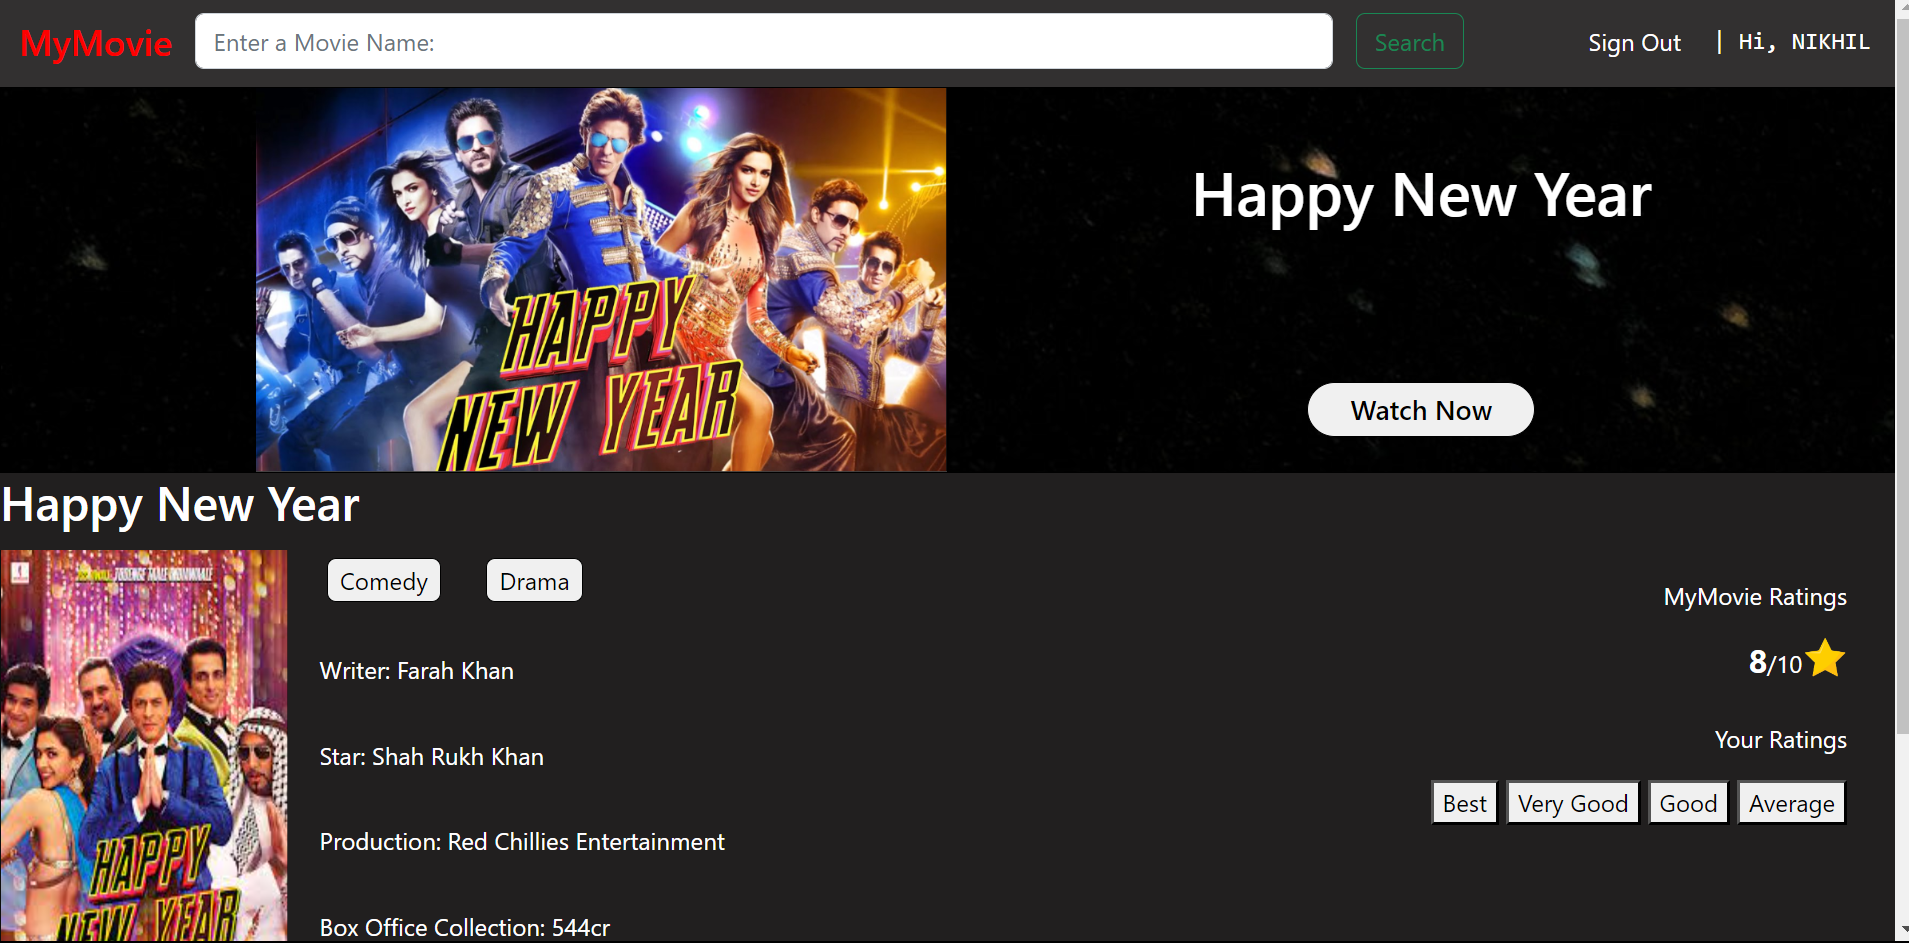 MyMovie
Enter a Movie Name:
Search
Sign Out
| Hi, NIKHIL
HAPPY
NEW YEAR
Happy New Year
Watch Now
Happy New Year
HAPPY
NEW YEAR
Comedy
Drama
Writer: Farah Khan
Star: Shah Rukh Khan
Production: Red Chillies Entertainment
Box Office Collection: 544cr
MyMovie Ratings
8/10
Your Ratings
Best
Very Good
Good
Average